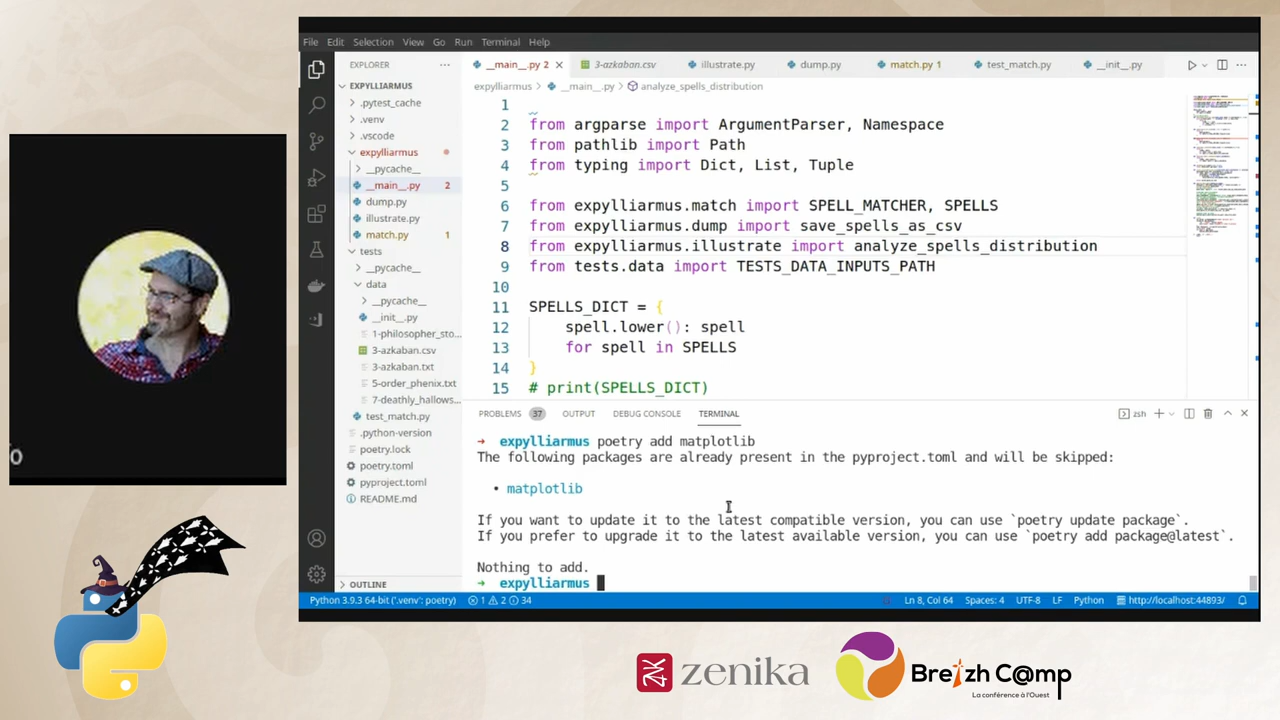 File Edit Selection View Go Run Terminal Help
EXPLORER
EXPYLLIARMUS
.pytest_cache
.venv
.vscode
expylliarmus
__pycache__
__main__.py 2
dump.py
illustrate.py
match.py 1
tests
__pycache__
data
__pycache__
__init__.py
1-philosopher_sto...
3-azkaban.csv
3-azkaban.txt
5-order_phenix.txt
7-deathly_hallows...
test_match.py
.python-version
poetry.lock
poetry.toml
pyproject.toml
README.md
OUTLINE
__main__.py 2 3-azkaban.csv illustrate.py dump.py match.py 1 test_match.py __init__.py
expylliarmus > __main__.py > analyze_spells_distribution
1
2 from argparse import ArgumentParser, Namespace
3 from pathlib import Path
4 from typing import Dict, List, Tuple
5
6 from expylliarmus.match import SPELL_MATCHER, SPELLS
7 from expylliarmus.dump import save_spells_as_csv
8 from expylliarmus.illustrate import analyze_spells_distribution
9 from tests.data import TESTS_DATA_INPUTS_PATH
10
11 SPELLS_DICT = {
12 spell.lower(): spell
13 for spell in SPELLS
14 }
15 # print(SPELLS_DICT)
PROBLEMS 37 OUTPUT DEBUG CONSOLE TERMINAL zsh
→ expylliarmus poetry add matplotlib
The following packages are already present in the pyproject.toml and will be skipped:
• matplotlib
If you want to update it to the latest compatible version, you can use `poetry update package`.
If you prefer to upgrade it to the latest available version, you can use `poetry add package@latest`.
Nothing to add.
→ expylliarmus
Python 3.9.3 64-bit ('.venv': poetry) 1 2 34 Ln 8, Col 64 Spaces: 4 UTF-8 LF Python http://localhost:44893/
zenika
Breizh C@mp
La conférence à l'Ouest